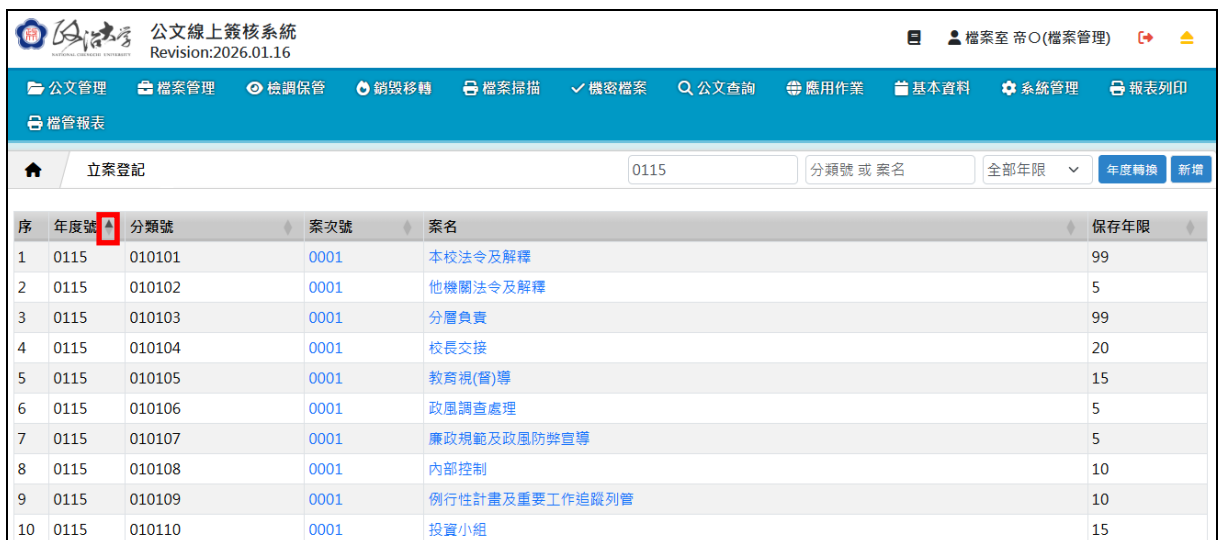 政治大學 公文線上簽核系統
NATIONAL CHENGCHI UNIVERSITY Revision:2026.01.16
檔案室 帝○(檔案管理)
公文管理 檔案管理 檢調保管 銷毀移轉 檔案掃描 機密檔案 公文查詢 應用作業 基本資料 系統管理 報表列印
檔管報表
立案登記 0115 分類號 或 案名 全部年限 年度轉換 新增
序 年度號 分類號 案次號 案名 保存年限
1 0115 010101 0001 本校法令及解釋 99
2 0115 010102 0001 他機關法令及解釋 5
3 0115 010103 0001 分層負責 99
4 0115 010104 0001 校長交接 20
5 0115 010105 0001 教育視(督)導 15
6 0115 010106 0001 政風調查處理 5
7 0115 010107 0001 廉政規範及政風防弊宣導 5
8 0115 010108 0001 內部控制 10
9 0115 010109 0001 例行性計畫及重要工作追蹤列管 10
10 0115 010110 0001 投資小組 15